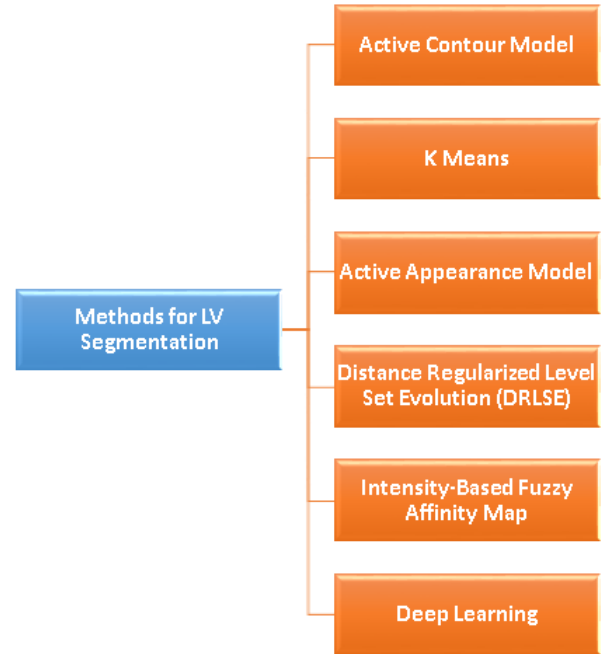 Active Contour Model
K Means
Active Appearance Model
Methods for LV
Segmentation
Distance Regularized Level
Set Evolution (DRLSE)
Intensity-Based Fuzzy
Affinity Map
Deep Learning